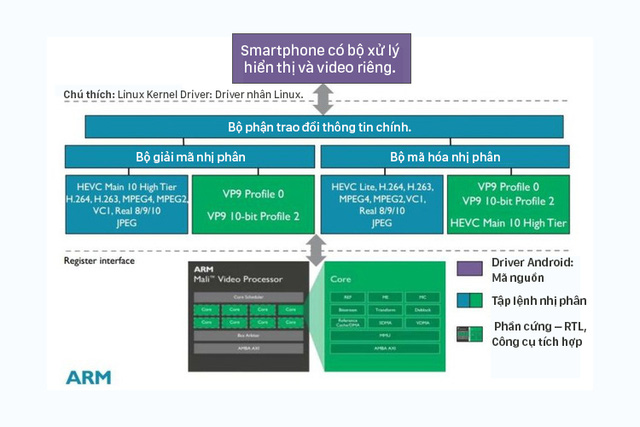 Smartphone có bộ xử lý
hiển thị và video riêng.
Chú thích: Linux Kernel Driver: Driver nhân Linux.
Bộ phận trao đổi thông tin chính.
Bộ giải mã nhị phân
Bộ mã hóa nhị phân
HEVC Main 10 High Tier
H.264, H.263, MPEG4, MPEG2,
VC1, Real 8/9/10
JPEG
VP9 Profile 0
VP9 10-bit Profile 2
HEVC Lite, H.264, H.263,
MPEG4, MPEG2, VC1,
Real 8/9/10
JPEG
VP9 Profile 0
VP9 10-bit Profile 2
HEVC Main 10 High Tier
Register interface
ARM
Mali™ Video Processor
Core Scheduler
Core Core Core Core
Core Core Core Core
Bus Arbiter
AMBA AXI
Core
REF ME MC
Bitstream Transform Deblock
Reference
Cache/DMA
MMU
AMBA AXI
Driver Android:
Mã nguồn
Tập lệnh nhị phân
Phần cứng – RTL,
Công cụ tích hợp
ARM